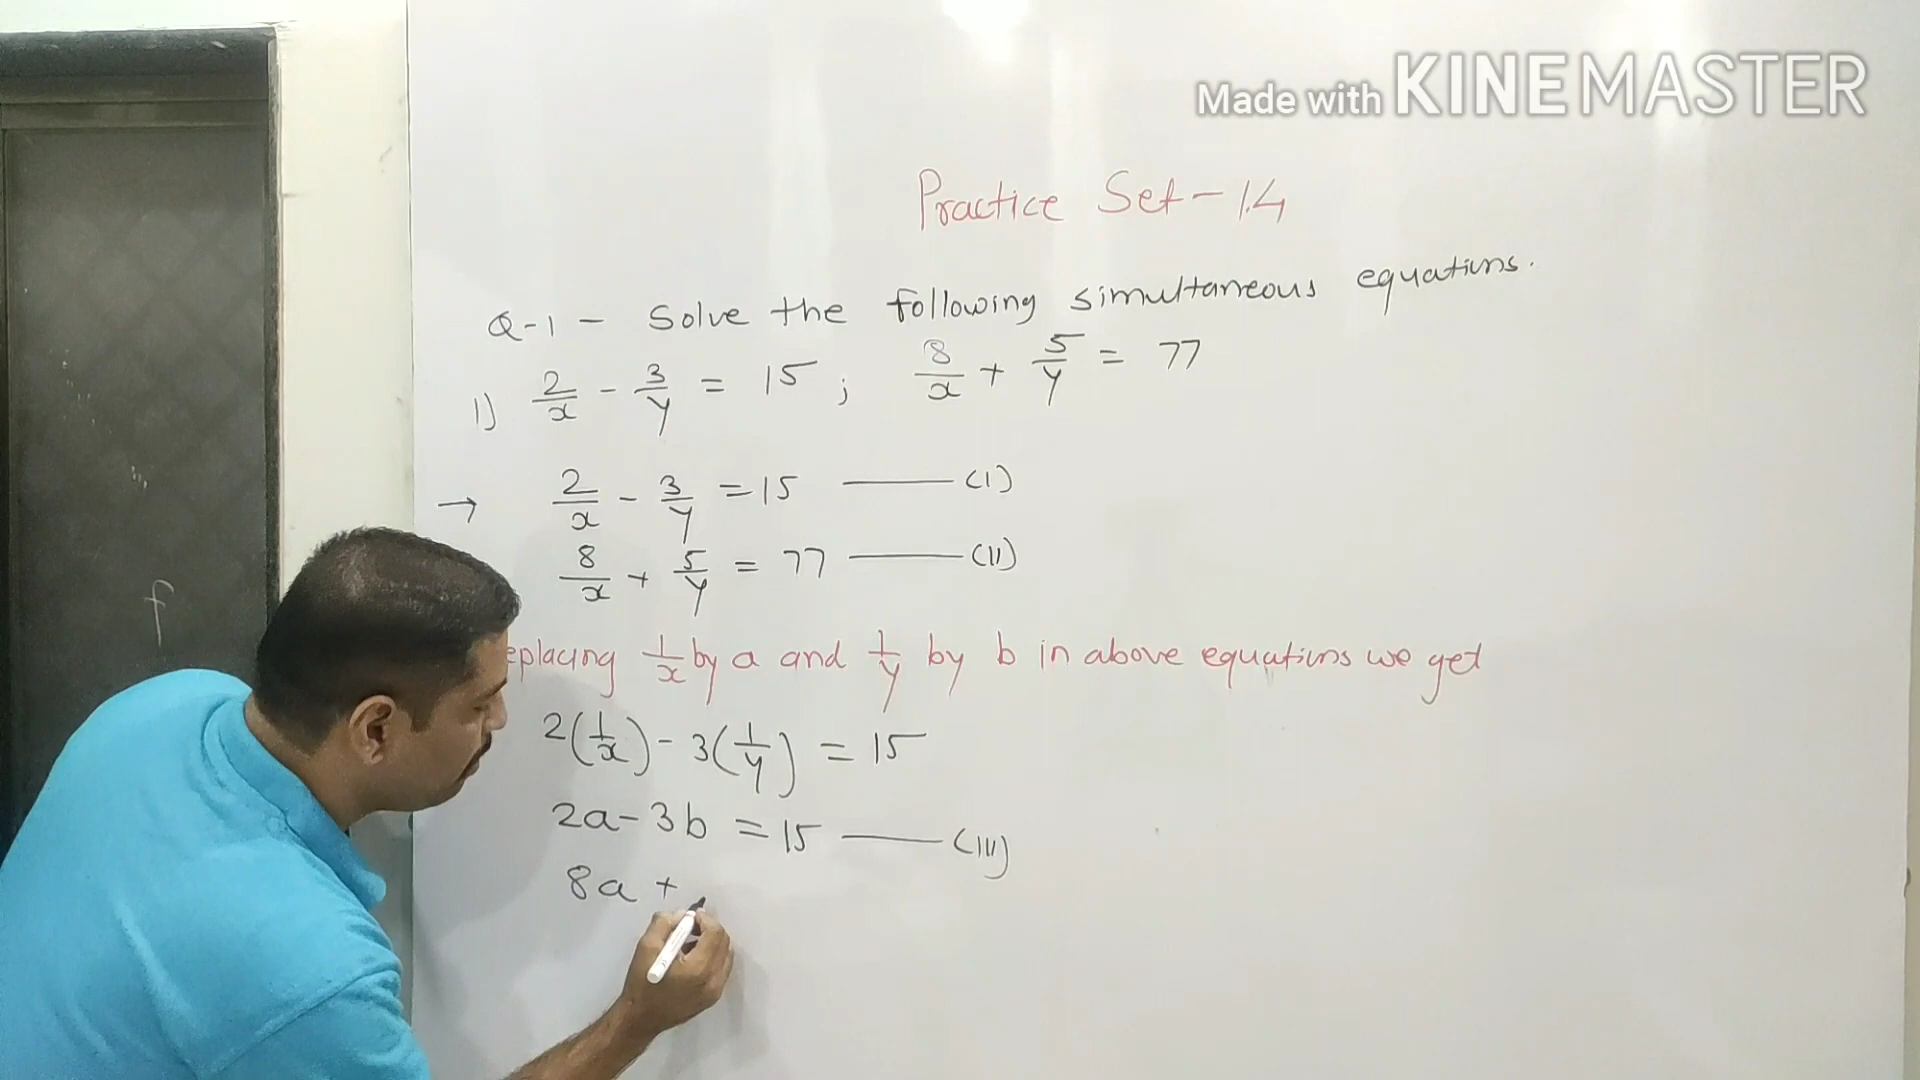 Made with KINEMASTER
Practice Set - 1.4
Q-1 - Solve the following simultaneous equations.
1) 2/x - 3/y = 15 ; 8/x + 5/y = 77
→ 2/x - 3/y = 15 —— (I)
8/x + 5/y = 77 —— (II)
eplacing 1/x by a and 1/y by b in above equations we get
2(1/x) - 3(1/y) = 15
2a - 3b = 15 —— (III)
8a +
f